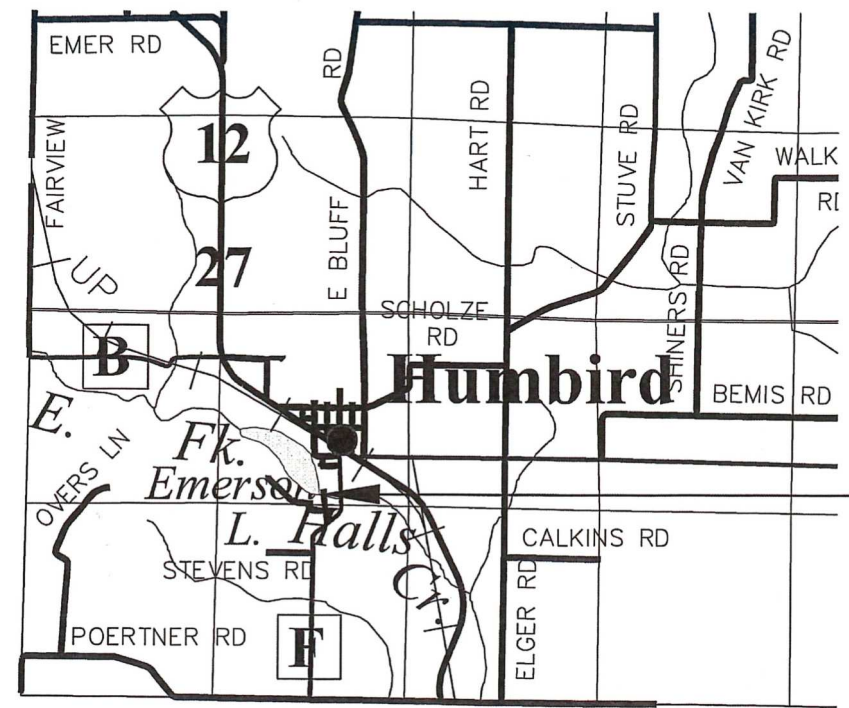 EMER RD
FAIRVIEW
12
27
UP
RD
E BLUFF
HART RD
STUVE RD
VAN KIRK RD
WALK
RD
SCHOLZE
RD
SHINERS RD
B
Humbird
BEMIS RD
E.
Fk.
OVERS LN
Emerson
L.
Halls
Cr.
CALKINS RD
STEVENS RD
ELGER RD
POERTNER RD
F